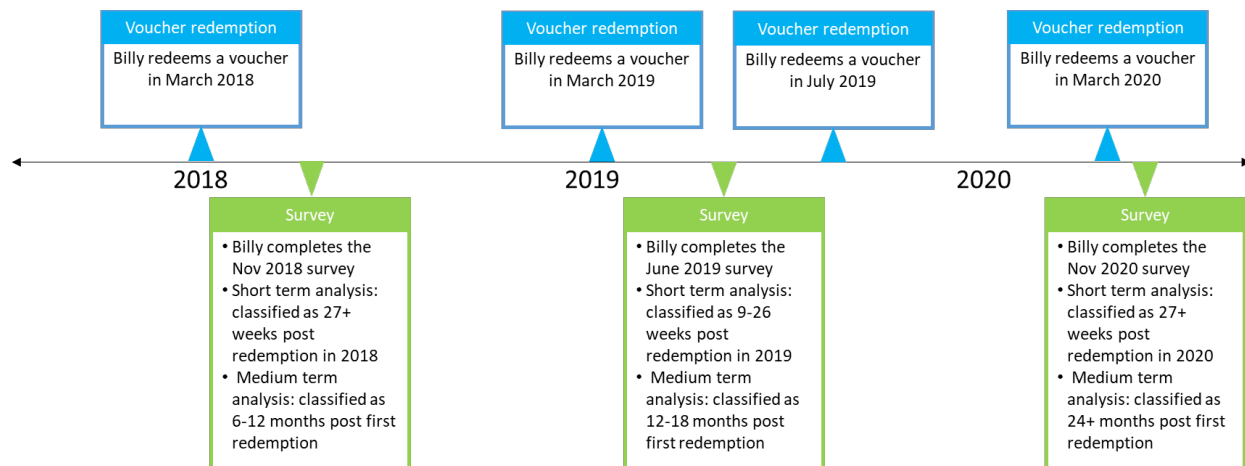 Voucher redemption
Billy redeems a voucher
in March 2018
Voucher redemption
Billy redeems a voucher
in March 2019
Voucher redemption
Billy redeems a voucher
in July 2019
Voucher redemption
Billy redeems a voucher
in March 2020
2018
2019
2020
Survey
• Billy completes the
Nov 2018 survey
• Short term analysis:
classified as 27+
weeks post
redemption in 2018
• Medium term
analysis: classified as
6-12 months post first
redemption
Survey
• Billy completes the
June 2019 survey
• Short term analysis:
classified as 9-26
weeks post
redemption in 2019
• Medium term
analysis: classified as
12-18 months post
first redemption
Survey
• Billy completes the
Nov 2020 survey
• Short term analysis:
classified as 27+
weeks post
redemption in 2020
• Medium term
analysis: classified as
24+ months post first
redemption